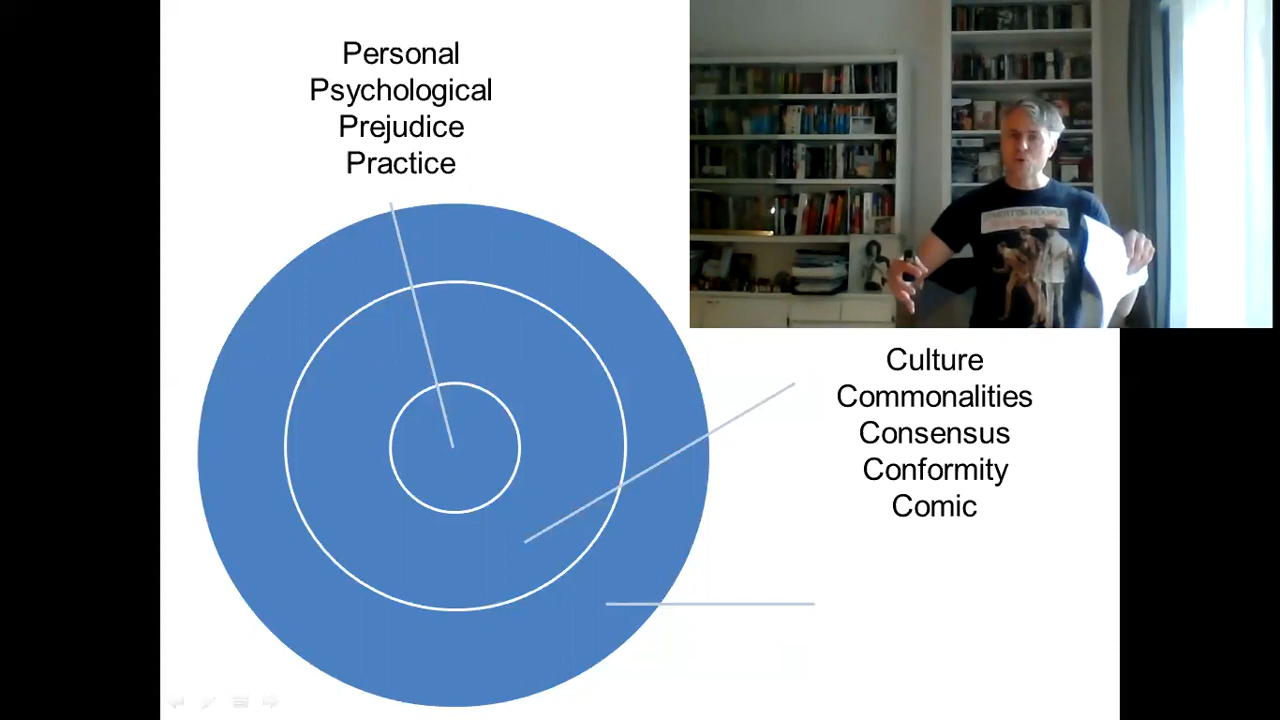 Personal
Psychological
Prejudice
Practice
Culture
Commonalities
Consensus
Conformity
Comic